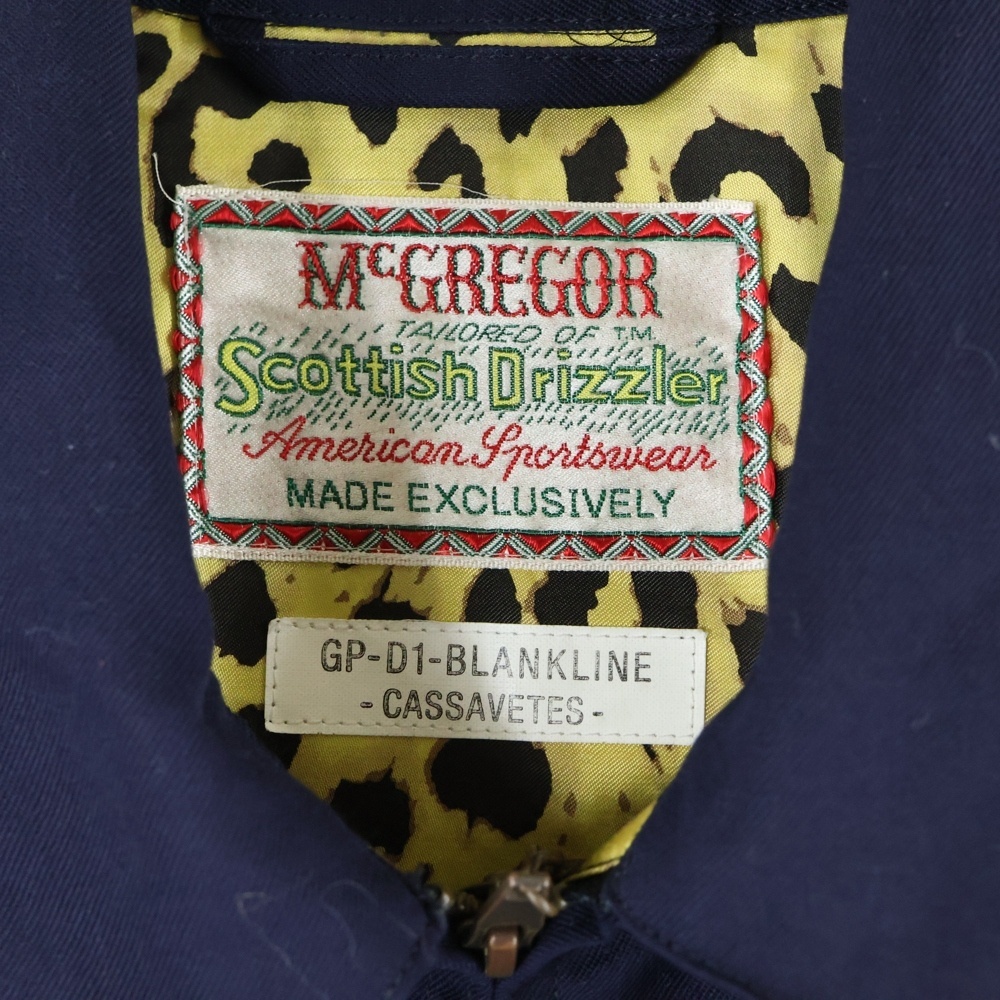 McGREGOR
TAILORED OF TM
Scottish Drizzler
American Sportswear
MADE EXCLUSIVELY
GP-D1-BLANKLINE
-CASSAVETES-